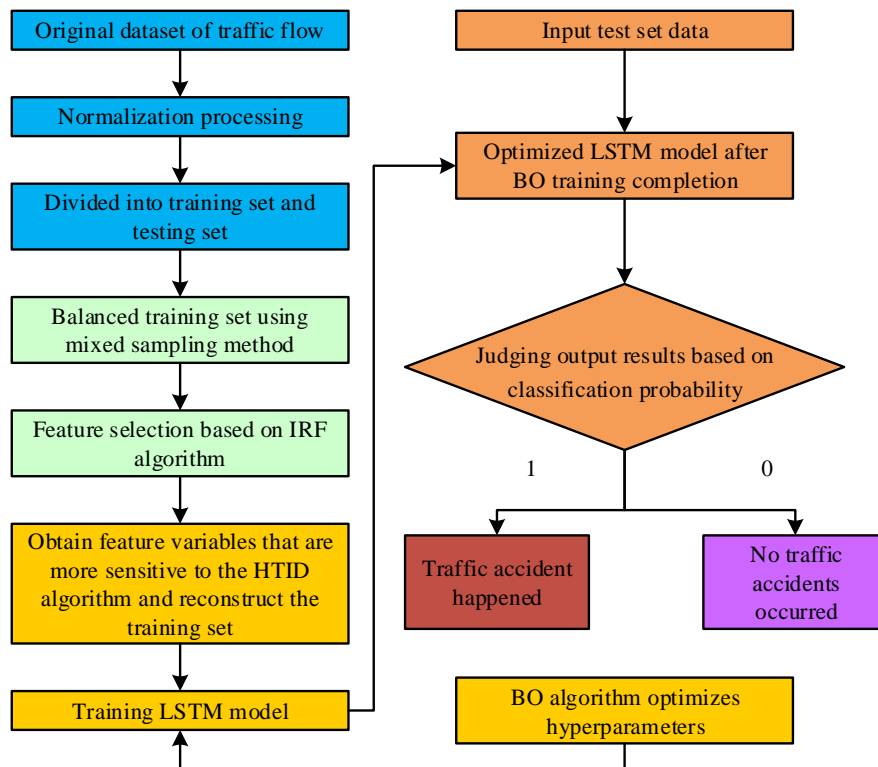 Original dataset of traffic flow
Normalization processing
Divided into training set and
testing set
Balanced training set using
mixed sampling method
Feature selection based on IRF
algorithm
Obtain feature variables that are
more sensitive to the HTID
algorithm and reconstruct the
training set
Training LSTM model
Input test set data
Optimized LSTM model after
BO training completion
Judging output results based on
classification probability
1
0
Traffic accident
happened
No traffic
accidents
occurred
BO algorithm optimizes
hyperparameters